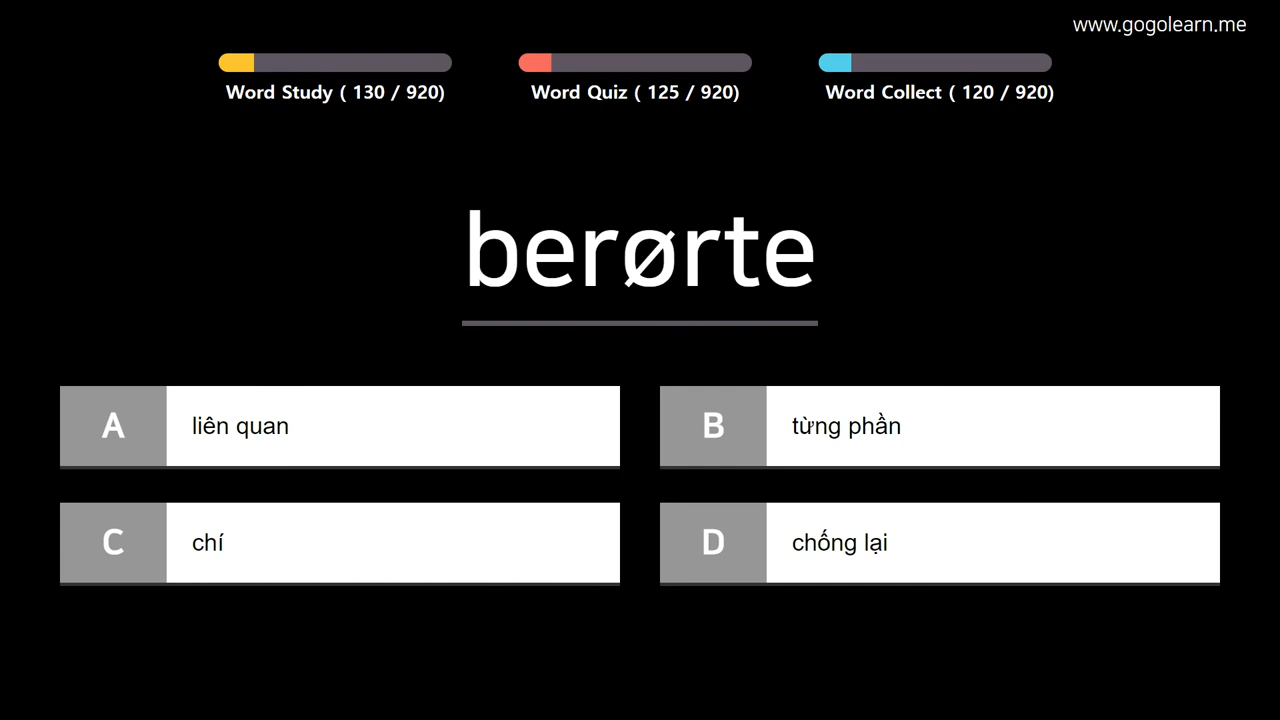 www.gogolearn.me
Word Study ( 130 / 920)
Word Quiz ( 125 / 920)
Word Collect ( 120 / 920)
berørte
A liên quan
B từng phần
C chí
D chống lại